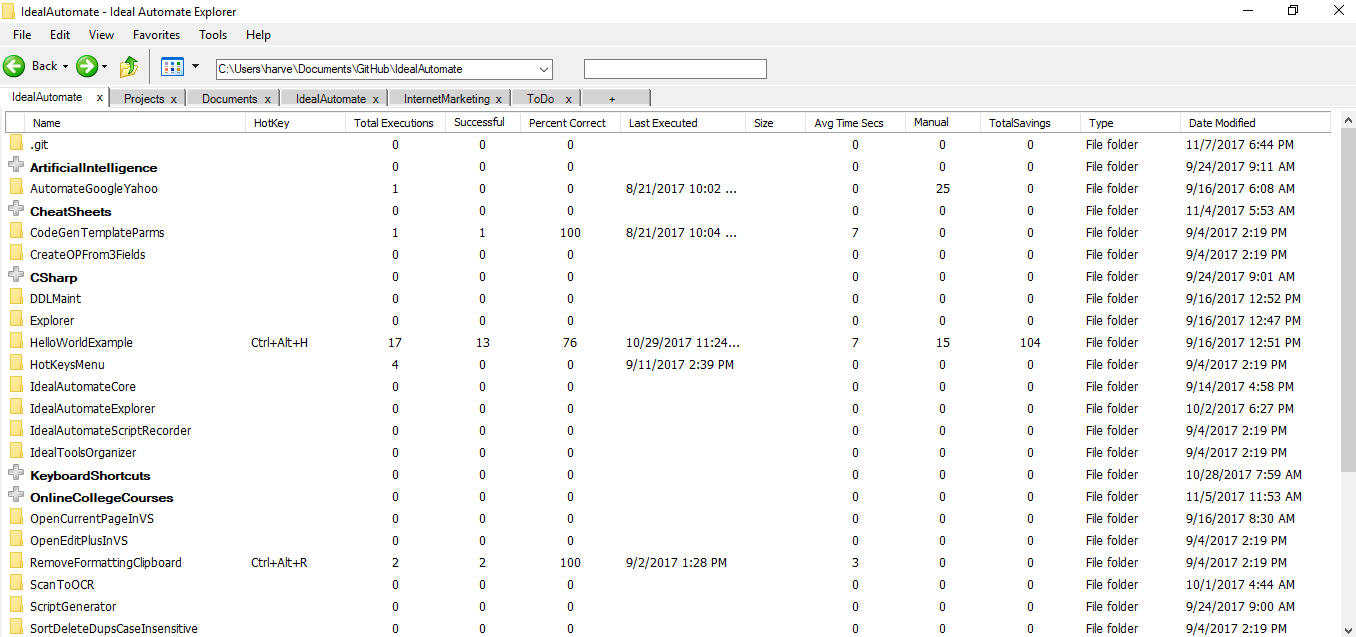 IdealAutomate - Ideal Automate Explorer
File Edit View Favorites Tools Help
Back C:\Users\harve\Documents\GitHub\IdealAutomate
IdealAutomate x Projects x Documents x IdealAutomate x InternetMarketing x ToDo x +
Name HotKey Total Executions Successful Percent Correct Last Executed Size Avg Time Secs Manual TotalSavings Type Date Modified
.git 0 0 0 0 0 0 File folder 11/7/2017 6:44 PM
ArtificialIntelligence 0 0 0 0 0 0 File folder 9/24/2017 9:11 AM
AutomateGoogleYahoo 1 0 0 8/21/2017 10:02 ... 0 25 0 File folder 9/16/2017 6:08 AM
CheatSheets 0 0 0 0 0 0 File folder 11/4/2017 5:53 AM
CodeGenTemplateParms 1 1 100 8/21/2017 10:04 ... 7 0 0 File folder 9/4/2017 2:19 PM
CreateOPFrom3Fields 0 0 0 0 0 0 File folder 9/4/2017 2:19 PM
CSharp 0 0 0 0 0 0 File folder 9/24/2017 9:01 AM
DDLMaint 0 0 0 0 0 0 File folder 9/16/2017 12:52 PM
Explorer 0 0 0 0 0 0 File folder 9/16/2017 12:47 PM
HelloWorldExample Ctrl+Alt+H 17 13 76 10/29/2017 11:24... 7 15 104 File folder 9/16/2017 12:51 PM
HotKeysMenu 4 0 0 9/11/2017 2:39 PM 0 0 0 File folder 9/4/2017 2:19 PM
IdealAutomateCore 0 0 0 0 0 0 File folder 9/14/2017 4:58 PM
IdealAutomateExplorer 0 0 0 0 0 0 File folder 10/2/2017 6:27 PM
IdealAutomateScriptRecorder 0 0 0 0 0 0 File folder 9/4/2017 2:19 PM
IdealToolsOrganizer 0 0 0 0 0 0 File folder 9/4/2017 2:19 PM
KeyboardShortcuts 0 0 0 0 0 0 File folder 10/28/2017 7:59 AM
OnlineCollegeCourses 0 0 0 0 0 0 File folder 11/5/2017 11:53 AM
OpenCurrentPageInVS 0 0 0 0 0 0 File folder 9/16/2017 8:30 AM
OpenEditPlusInVS 0 0 0 0 0 0 File folder 9/4/2017 2:19 PM
RemoveFormattingClipboard Ctrl+Alt+R 2 2 100 9/2/2017 1:28 PM 3 0 0 File folder 9/4/2017 2:19 PM
ScanToOCR 0 0 0 0 0 0 File folder 10/1/2017 4:44 AM
ScriptGenerator 0 0 0 0 0 0 File folder 9/24/2017 9:00 AM
SortDeleteDupsCaseInsensitive 0 0 0 0 0 0 File folder 9/4/2017 2:19 PM